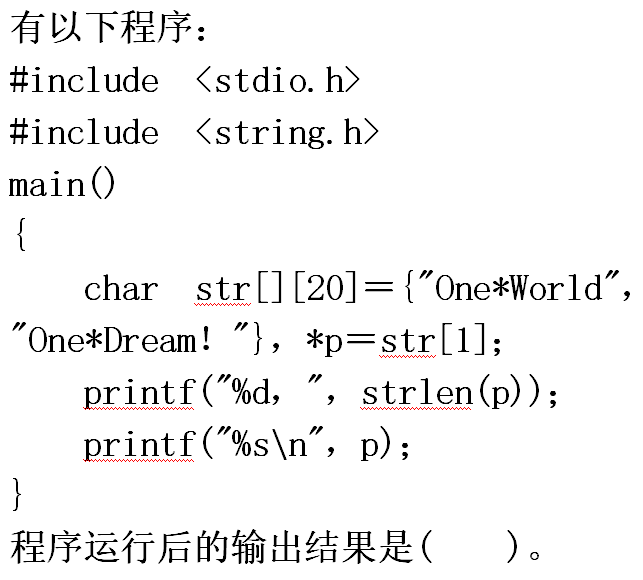 有以下程序：
#include <stdio.h>
#include <string.h>
main()
{
char str[][20]＝{"One*World"，
"One*Dream！"}，*p＝str[1]；
printf("%d，"，strlen(p))；
printf("%s\n"，p)；
}
程序运行后的输出结果是(　　)。